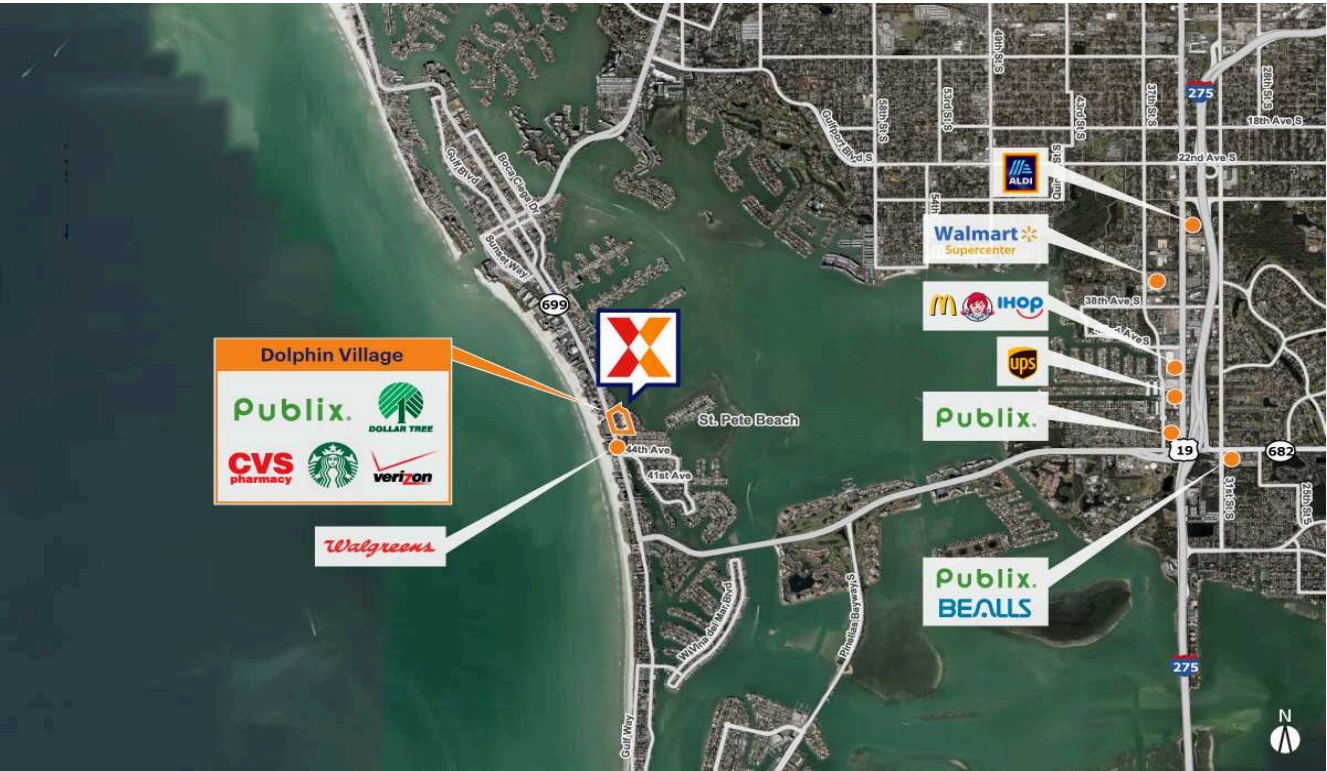 49th St S
28th St S
275
53rd St S
43rd St S
37th St S
58th St S
18th Ave S
Gulfport Blvd S
22nd Ave S
Gulf Blvd
Boca Ciega Dr
ALDI
Walmart
Supercenter
Sunset Way
699
38th Ave S
IHOP
ups
Dolphin Village
Publix.
DOLLAR TREE
CVS
pharmacy
verizon
Publix.
St. Pete Beach
44th Ave
19
682
41st Ave
31st St S
25th St S
Walgreens
Publix.
BEALLS
W Vina del Mar Blvd
Pinellas Bayway S
275
Gulf Way
N